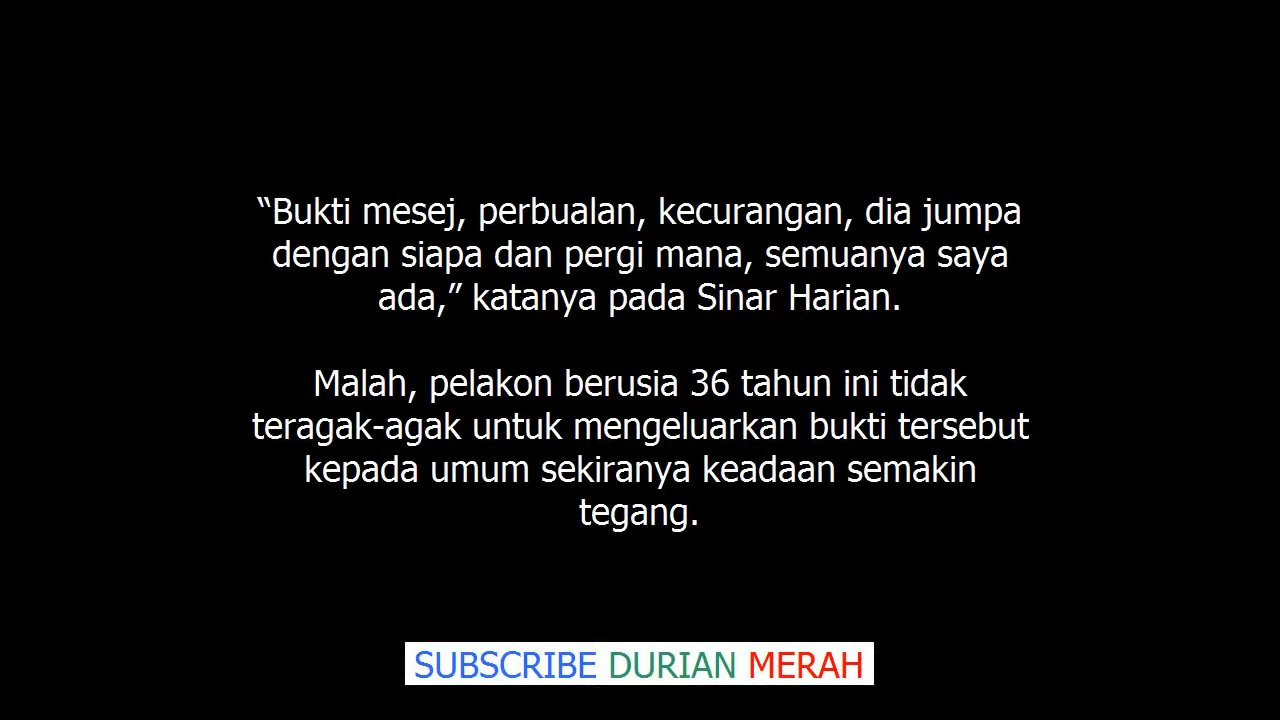 “Bukti mesej, perbualan, kecurangan, dia jumpa
dengan siapa dan pergi mana, semuanya saya
ada,” katanya pada Sinar Harian.
Malah, pelakon berusia 36 tahun ini tidak
teragak-agak untuk mengeluarkan bukti tersebut
kepada umum sekiranya keadaan semakin
tegang.
SUBSCRIBE DURIAN MERAH